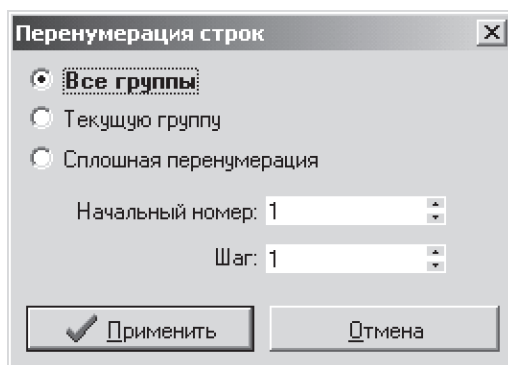 Перенумерация строк
Все группы
Текущую группу
Сплошная перенумерация
Начальный номер: 1
Шаг: 1
Применить Отмена